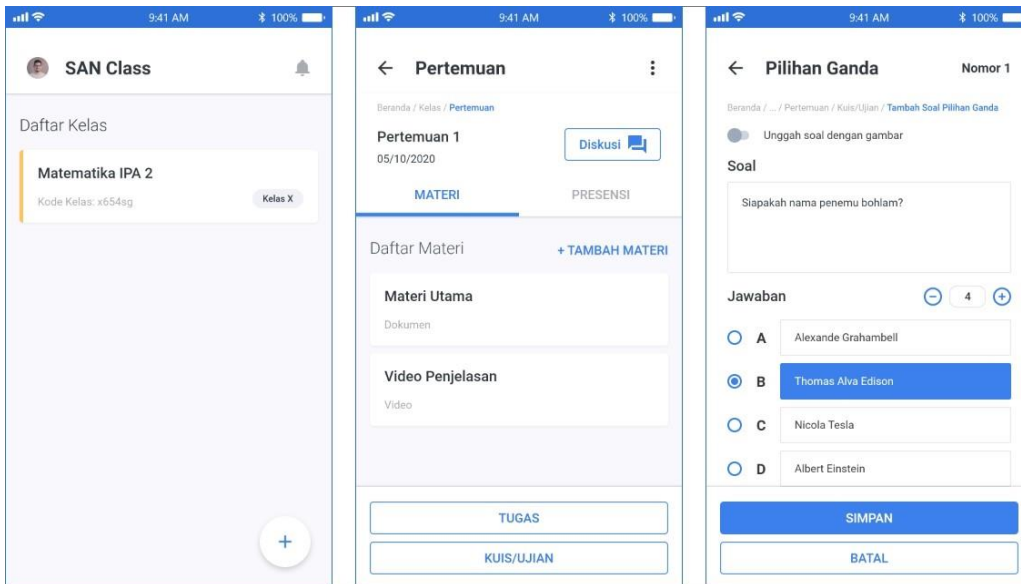 9:41 AM
100%
SAN Class
Daftar Kelas
Matematika IPA 2
Kode Kelas: x654sg
Kelas X
+
9:41 AM
100%
Pertemuan
Beranda / Kelas / Pertemuan
Pertemuan 1
05/10/2020
Diskusi
MATERI
PRESENSI
Daftar Materi
+ TAMBAH MATERI
Materi Utama
Dokumen
Video Penjelasan
Video
TUGAS
KUIS/UJIAN
9:41 AM
100%
Pilihan Ganda
Nomor 1
Beranda / ... / Pertemuan / Kuis/Ujian / Tambah Soal Pilihan Ganda
Unggah soal dengan gambar
Soal
Siapakah nama penemu bohlam?
Jawaban
4
A Alexande Grahambell
B Thomas Alva Edison
C Nicola Tesla
D Albert Einstein
SIMPAN
BATAL